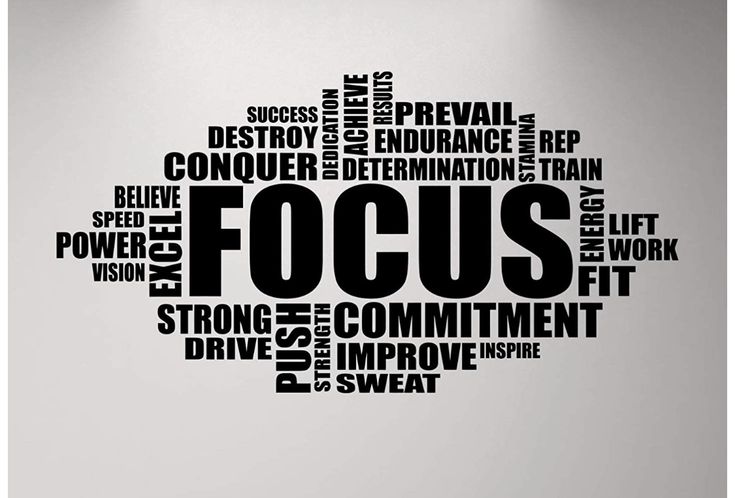 SUCCESS
DESTROY
CONQUER
DEDICATION
ACHIEVE
RESULTS
PREVAIL
ENDURANCE
DETERMINATION
STAMINA
REP
TRAIN
BELIEVE
SPEED
POWER
VISION
EXCEL
FOCUS
ENERGY
LIFT
WORK
FIT
STRONG
DRIVE
PUSH
STRENGTH
COMMITMENT
IMPROVE
INSPIRE
SWEAT